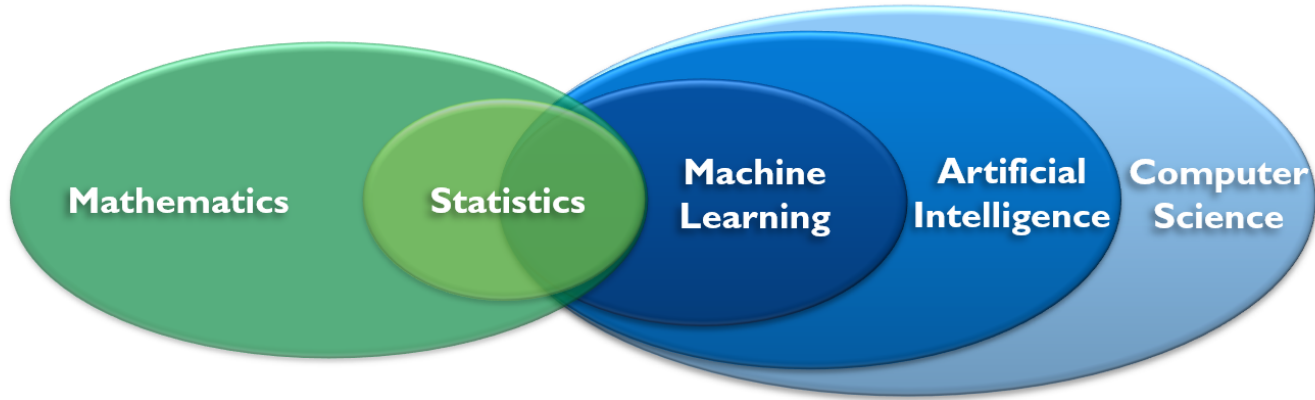 Mathematics
Statistics
Machine
Learning
Artificial
Intelligence
Computer
Science